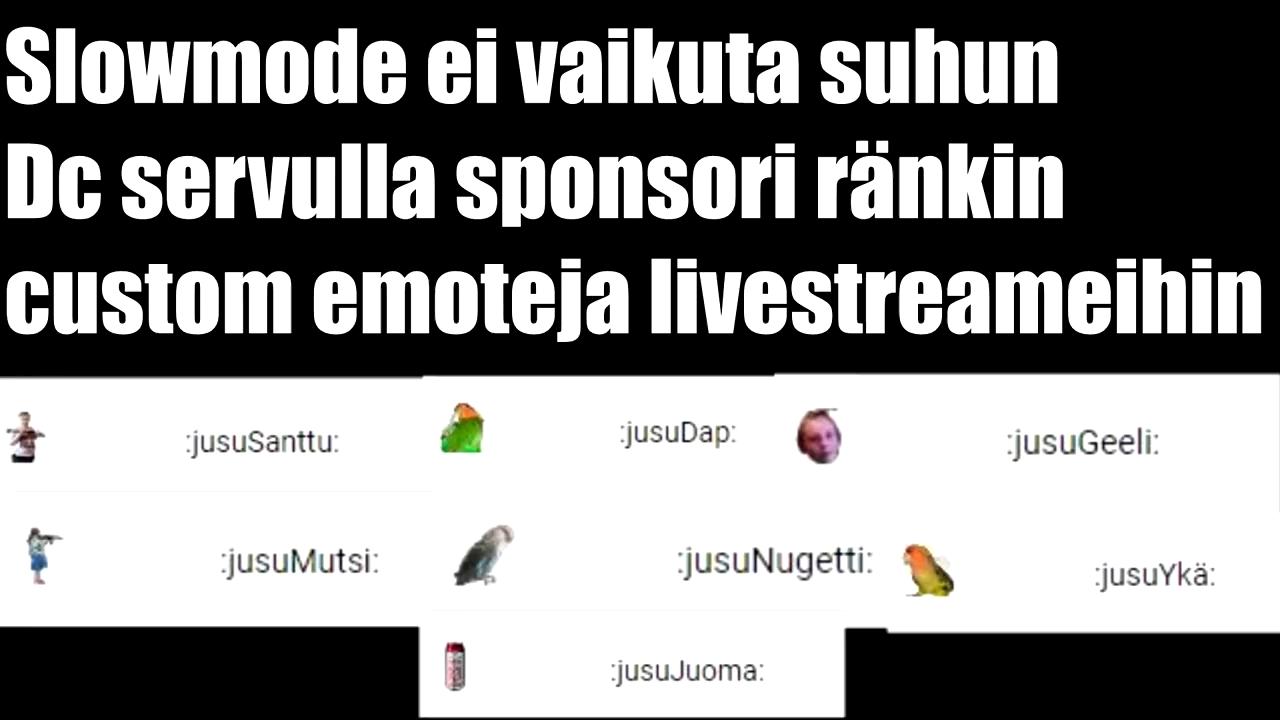 Slowmode ei vaikuta suhun
Dc servulla sponsori ränkin
custom emoteja livestreameihin
:jusuSanttu:
:jusuDap:
:jusuGeeli:
:jusuMutsi:
:jusuNugetti:
:jusuYkä:
:jusuJuoma: